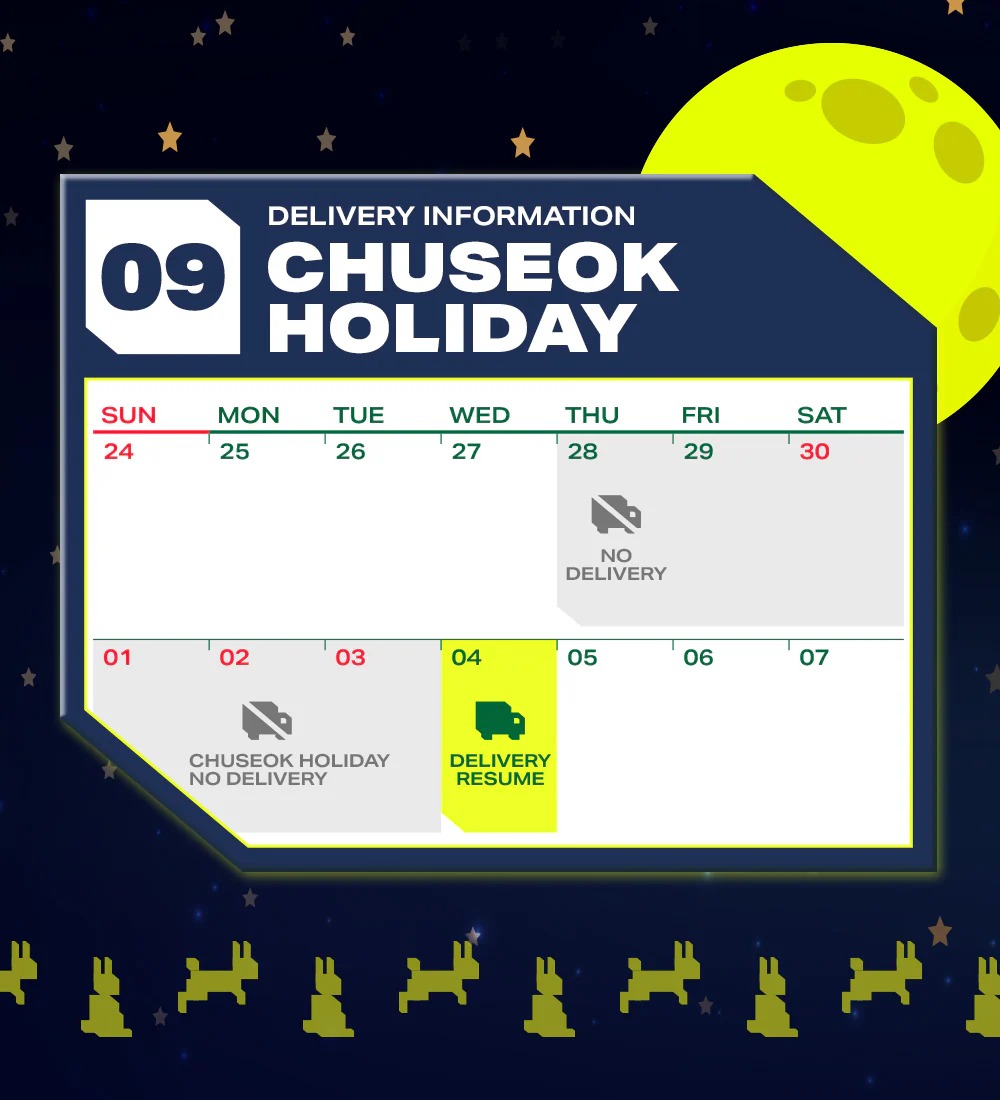 09
DELIVERY INFORMATION
CHUSEOK
HOLIDAY
SUN MON TUE WED THU FRI SAT
24 25 26 27 28 29 30
NO
DELIVERY
01 02 03 04 05 06 07
CHUSEOK HOLIDAY
NO DELIVERY
DELIVERY
RESUME